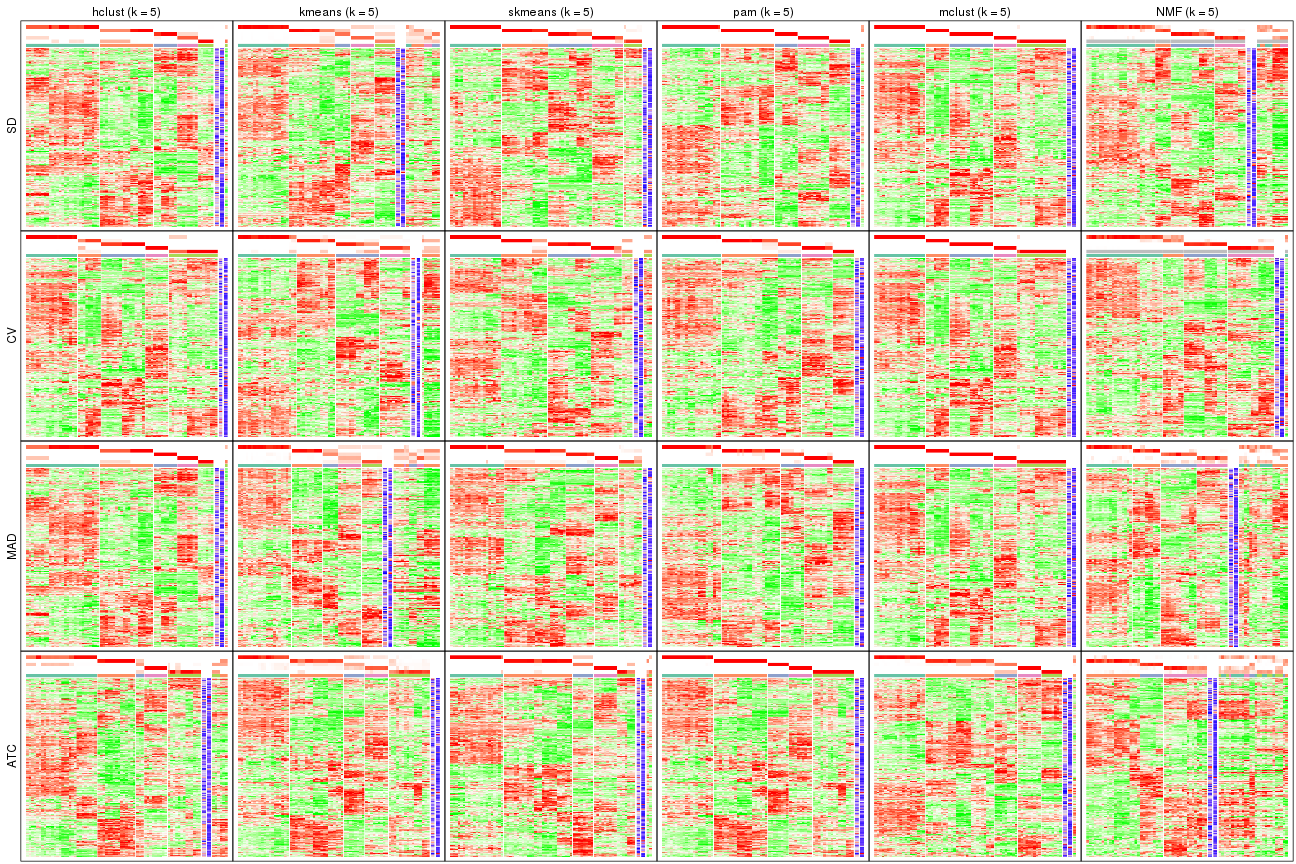 hclust (k = 5) kmeans (k = 5) skmeans (k = 5) pam (k = 5) mclust (k = 5) NMF (k = 5)
SD
CV
MAD
ATC